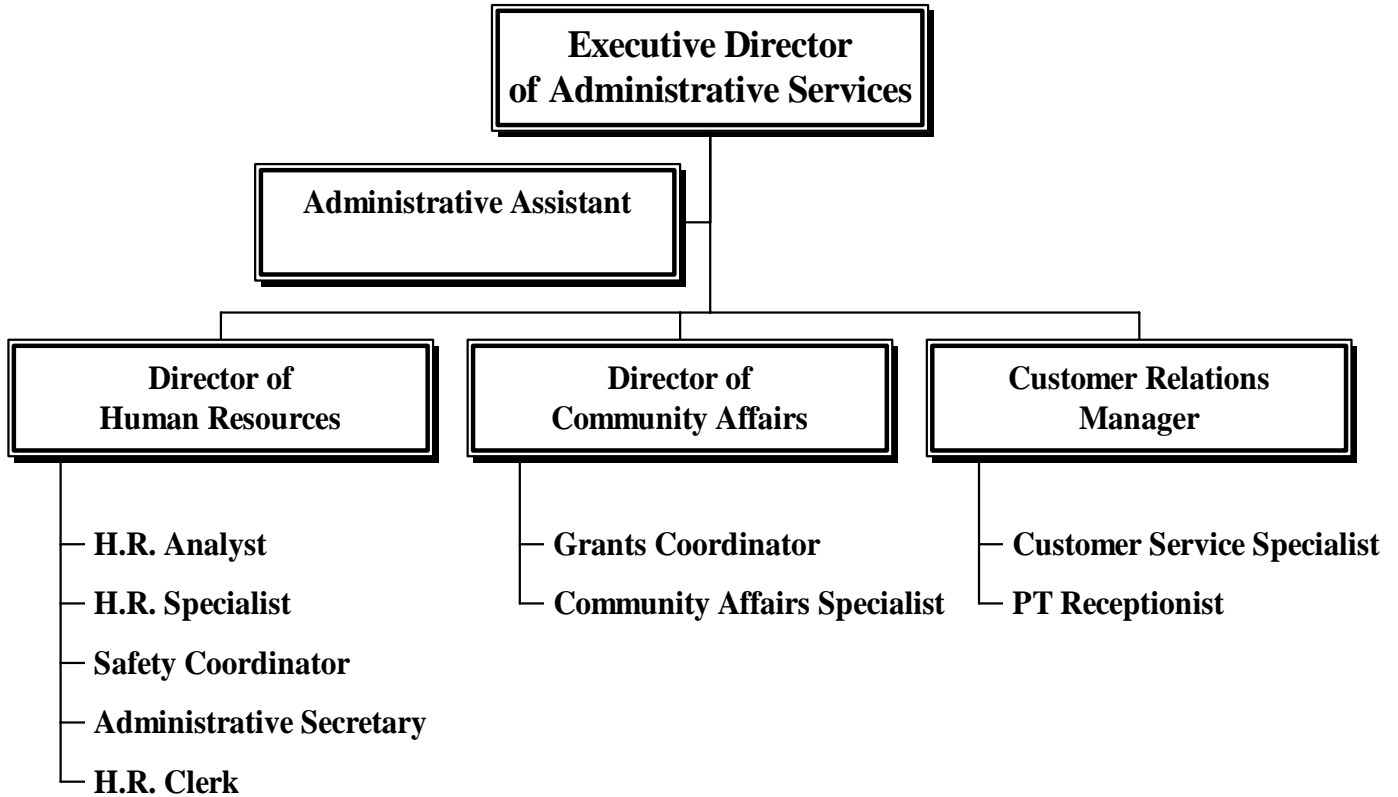 Executive Director
of Administrative Services
Administrative Assistant
Director of
Human Resources
Director of
Community Affairs
Customer Relations
Manager
H.R. Analyst
H.R. Specialist
Safety Coordinator
Administrative Secretary
H.R. Clerk
Grants Coordinator
Community Affairs Specialist
Customer Service Specialist
PT Receptionist